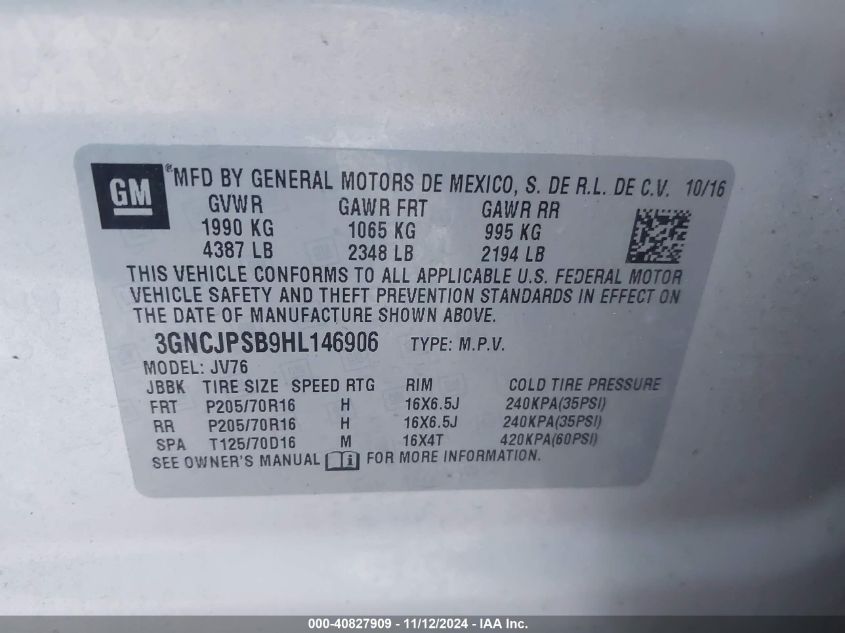 GM ®MFD BY GENERAL MOTORS DE MEXICO, S. DE R.L. DE C.V. 10/16
GVWR GAWR FRT GAWR RR
1990 KG 1065 KG 995 KG
4387 LB 2348 LB 2194 LB
THIS VEHICLE CONFORMS TO ALL APPLICABLE U.S. FEDERAL MOTOR
VEHICLE SAFETY AND THEFT PREVENTION STANDARDS IN EFFECT ON
THE DATE OF MANUFACTURE SHOWN ABOVE.
3GNCJPSB9HL146906 TYPE: M.P.V.
MODEL: JV76
JBBK TIRE SIZE SPEED RTG RIM COLD TIRE PRESSURE
FRT P205/70R16 H 16X6.5J 240KPA(35PSI)
RR P205/70R16 H 16X6.5J 240KPA(35PSI)
SPA T125/70D16 M 16X4T 420KPA(60PSI)
SEE OWNER'S MANUAL i FOR MORE INFORMATION.
000-40827909 - 11/12/2024 - IAA Inc.